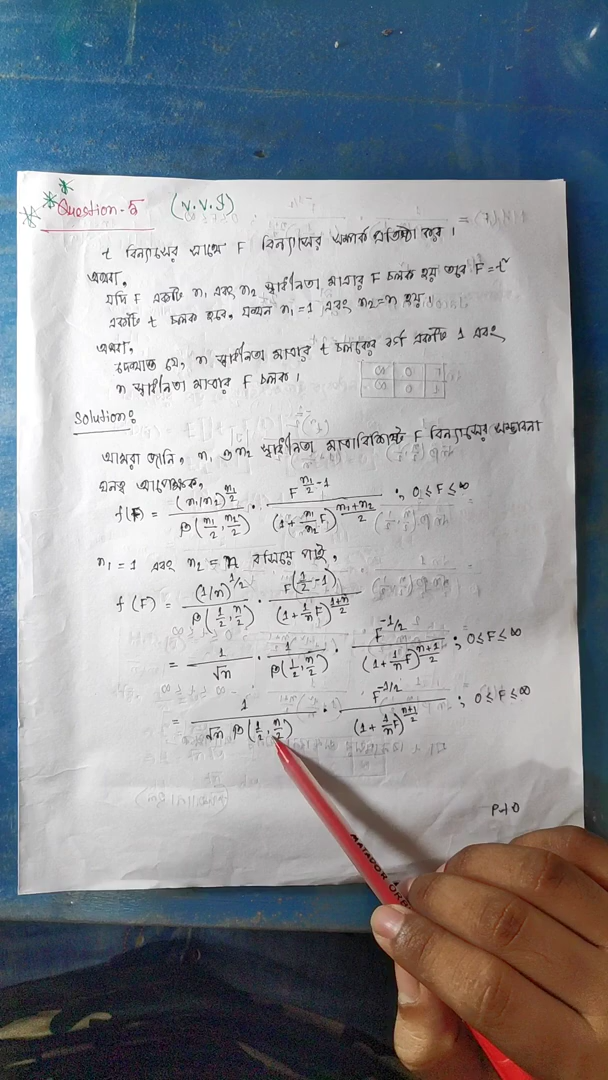 Question-5 (V.V.I)
t বিন্যাসের সাথে F বিন্যাসের সম্পর্ক প্রতিষ্ঠা কর।
অথবা,
যদি F একটি n₁ এবং n₂ স্বাধীনতা মাত্রার F চলক হয় তবে F = t²
একটি t চলক হবে, যখন n₁ = 1 এবং n₂ = n হয়।
অথবা,
দেখাও যে, n স্বাধীনতা মাত্রার t চলকের বর্গ একটি 1 এবং
n স্বাধীনতা মাত্রার F চলক।
Solution:
আমরা জানি, n₁ ও n₂ স্বাধীনতা মাত্রাবিশিষ্ট F বিন্যাসের সম্ভাবনা
ঘনত্ব অপেক্ষক,
f(F) = (n₁/n₂)^(n₁/2) / β(n₁/2, n₂/2) · F^(n₁/2 - 1) / (1 + n₁/n₂ F)^((n₁+n₂)/2) ; 0 ≤ F ≤ ∞
n₁ = 1 এবং n₂ = n বসিয়ে পাই,
f(F) = (1/n)^(1/2) / β(1/2, n/2) · F^(1/2 - 1) / (1 + 1/n F)^((1+n)/2)
= 1/√n · 1/β(1/2, n/2) · F^(-1/2) / (1 + 1/n F)^((n+1)/2) ; 0 ≤ F ≤ ∞
= 1 / √n β(1/2, n/2) · F^(-1/2) / (1 + 1/n F)^((n+1)/2) ; 0 ≤ F ≤ ∞
MATADOR